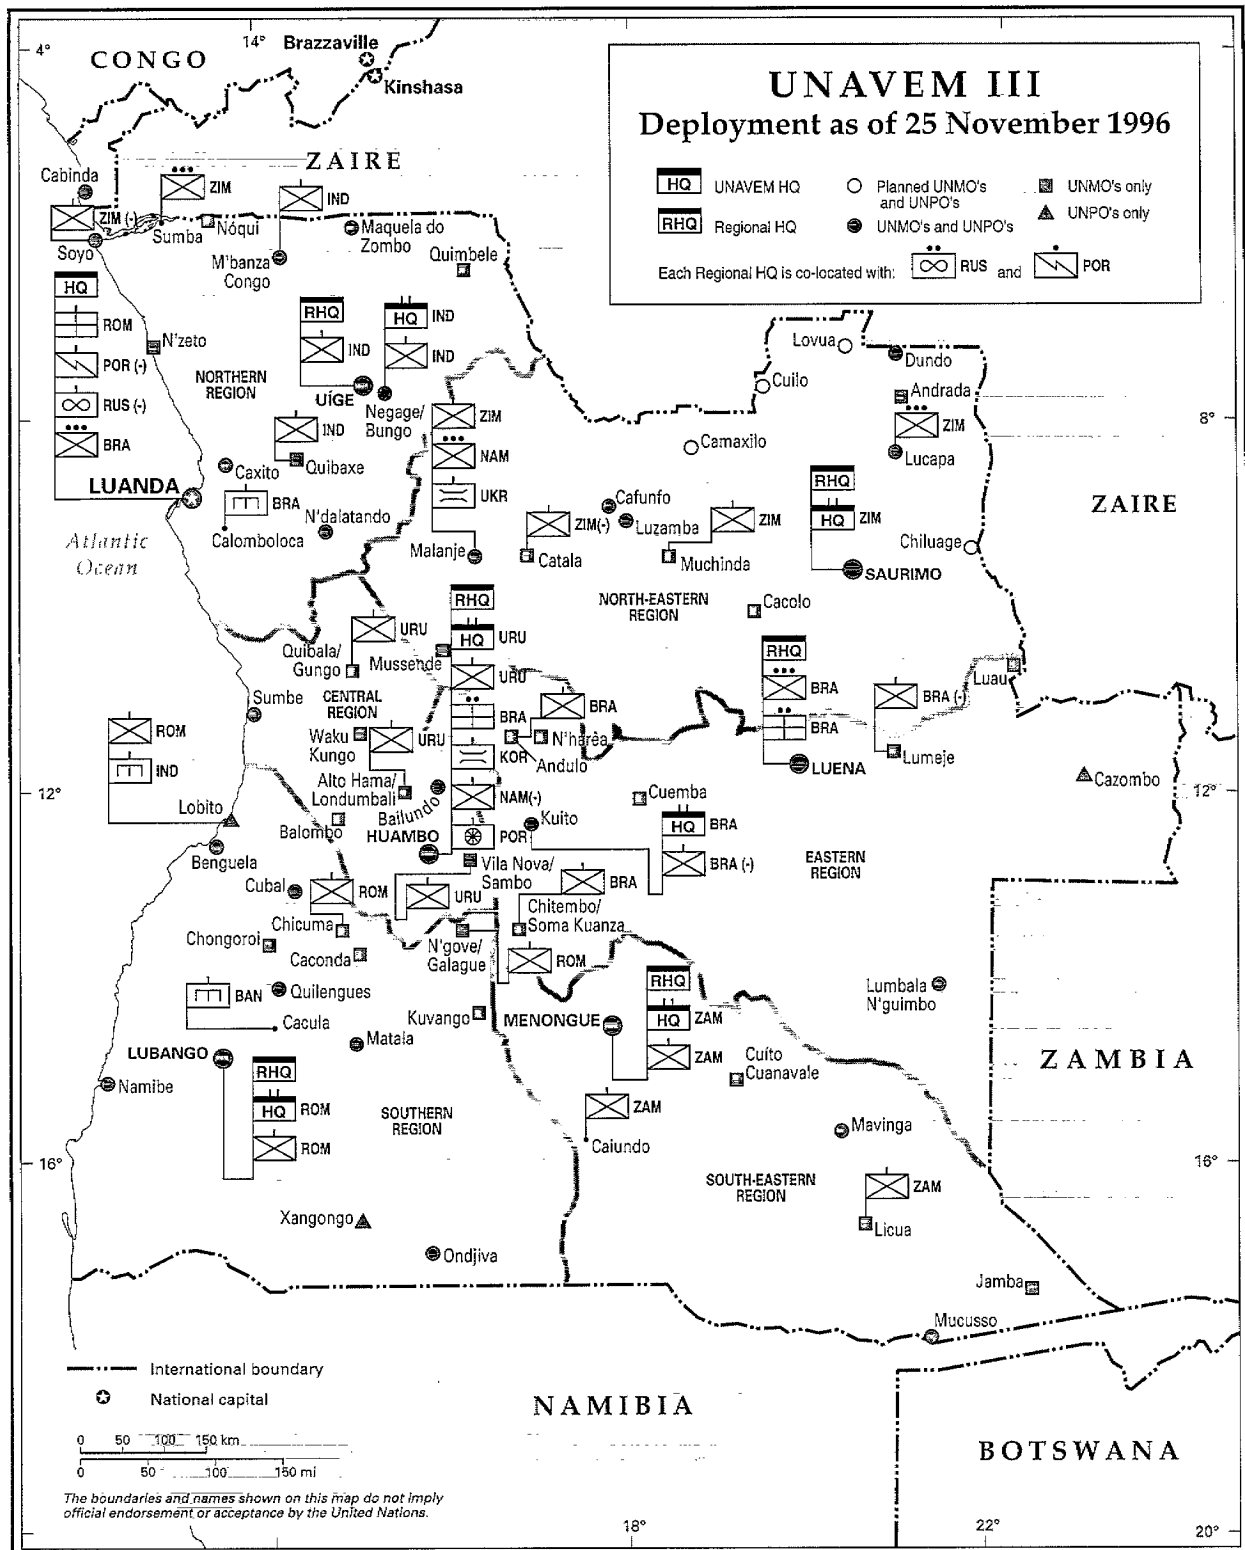 4°
14°
CONGO
Brazzaville
Kinshasa
UNAVEM III
Deployment as of 25 November 1996
HQ
UNAVEM HQ
Planned UNMO's
and UNPO's
UNMO's only
RHQ
Regional HQ
UNMO's and UNPO's
UNPO's only
Each Regional HQ is co-located with:
RUS
and
POR
ZAIRE
Cabinda
ZIM
IND
ZIM (-)
Soyo
Sumba
Nóqui
M'banza
Congo
Maquela do
Zombo
Quimbele
HQ
ROM
POR (-)
RUS (-)
BRA
N'zeto
NORTHERN
REGION
RHQ
IND
UÍGE
HQ
IND
IND
Negage/
Bungo
Lovua
Dundo
Cuilo
Andrada
ZIM
Lucapa
8°
IND
Quibaxe
ZIM
NAM
UKR
Malanje
Camaxilo
LUANDA
Caxito
BRA
Calomboloca
N'dalatando
Atlantic
Ocean
ZIM(-)
Catala
Cafunfo
Luzamba
ZIM
Muchinda
RHQ
HQ
ZIM
SAURIMO
Chiluage
ZAIRE
NORTH-EASTERN
REGION
Cacolo
URU
Quibala/
Gungo
Mussende
RHQ
HQ
URU
URU
BRA
KOR
NAM(-)
POR
HUAMBO
BRA
N'harêa
Andulo
RHQ
BRA
BRA
LUENA
BRA (-)
Luau
Lumeje
Cazombo
Sumbe
CENTRAL
REGION
Waku
Kungo
URU
Alto Hama/
Londumbali
Bailundo
ROM
IND
Lobito
12°
12°
Balombo
Benguela
Kuito
Cuemba
HQ
BRA
BRA (-)
EASTERN
REGION
Vila Nova/
Sambo
Cubal
ROM
Chicuma
URU
BRA
Chitembo/
Soma Kuanza
Chongoroi
Caconda
N'gove/
Galague
ROM
BAN
Quilengues
Cacula
Kuvango
MENONGUE
RHQ
HQ
ZAM
ZAM
Lumbala
N'guimbo
LUBANGO
Matala
Cuíto
Cuanavale
ZAMBIA
Namibe
RHQ
HQ
ROM
ROM
SOUTHERN
REGION
ZAM
Caiundo
Mavinga
16°
16°
SOUTH-EASTERN
REGION
ZAM
Licua
Xangongo
Ondjiva
Jamba
Mucusso
International boundary
National capital
0 50 100 150 km
0 50 100 150 mi
NAMIBIA
BOTSWANA
The boundaries and names shown on this map do not imply
official endorsement or acceptance by the United Nations.
18°
22°
20°